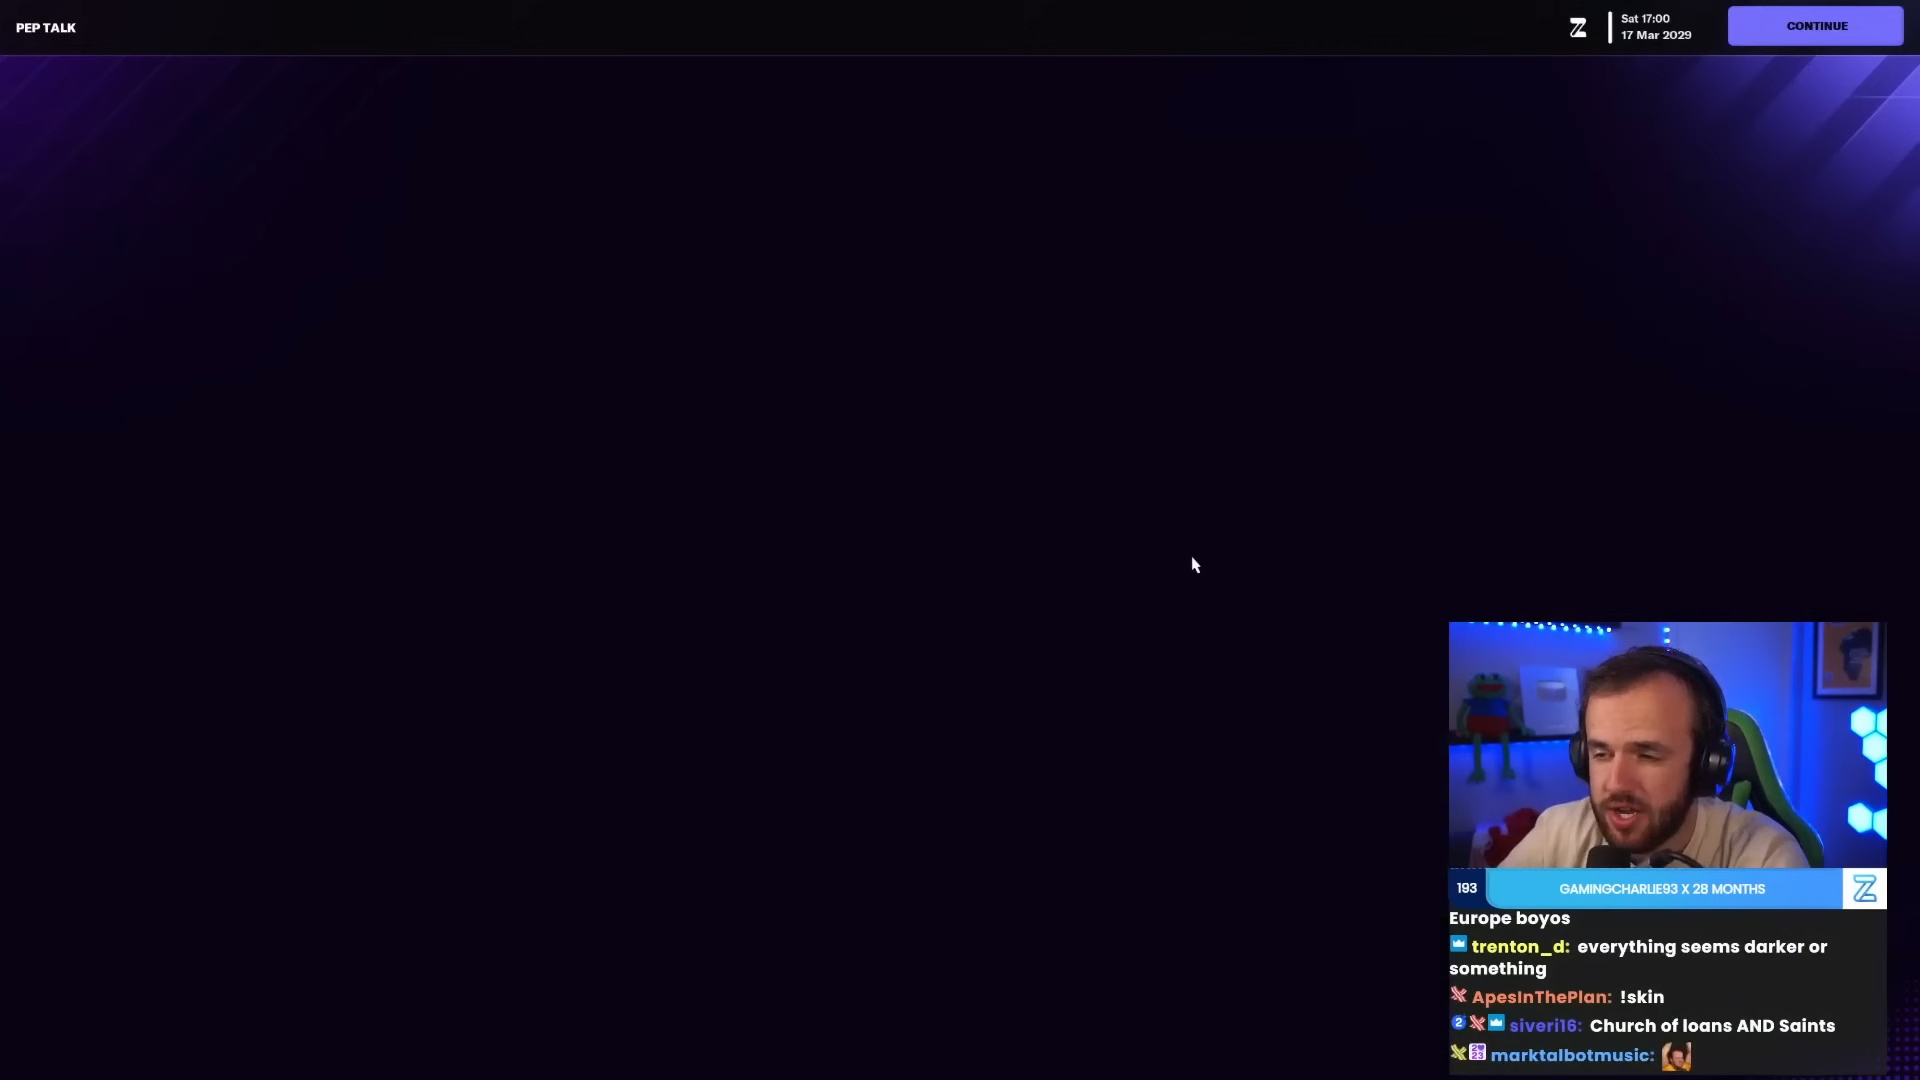 PEP TALK
Sat 17:00
17 Mar 2029
CONTINUE
193
GAMINGCHARLIE93 X 28 MONTHS
Europe boyos
trenton_d: everything seems darker or
something
ApesInThePlan: !skin
2 siveri16: Church of loans AND Saints
marktalbotmusic: